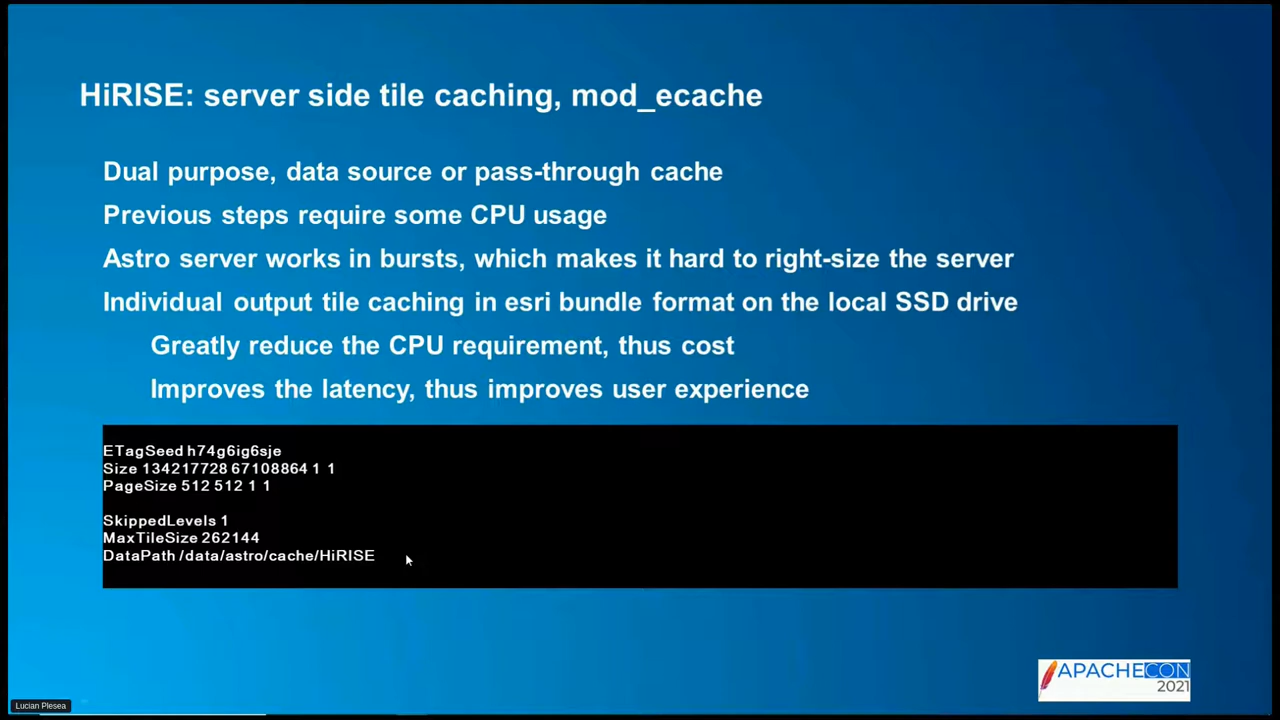 HiRISE: server side tile caching, mod_ecache
Dual purpose, data source or pass-through cache
Previous steps require some CPU usage
Astro server works in bursts, which makes it hard to right-size the server
Individual output tile caching in esri bundle format on the local SSD drive
Greatly reduce the CPU requirement, thus cost
Improves the latency, thus improves user experience
ETagSeed h74g6ig6sje
Size 134217728 67108864 1 1
PageSize 512 512 1 1
SkippedLevels 1
MaxTileSize 262144
DataPath /data/astro/cache/HiRISE
APACHECON
2021
Lucian Plesea